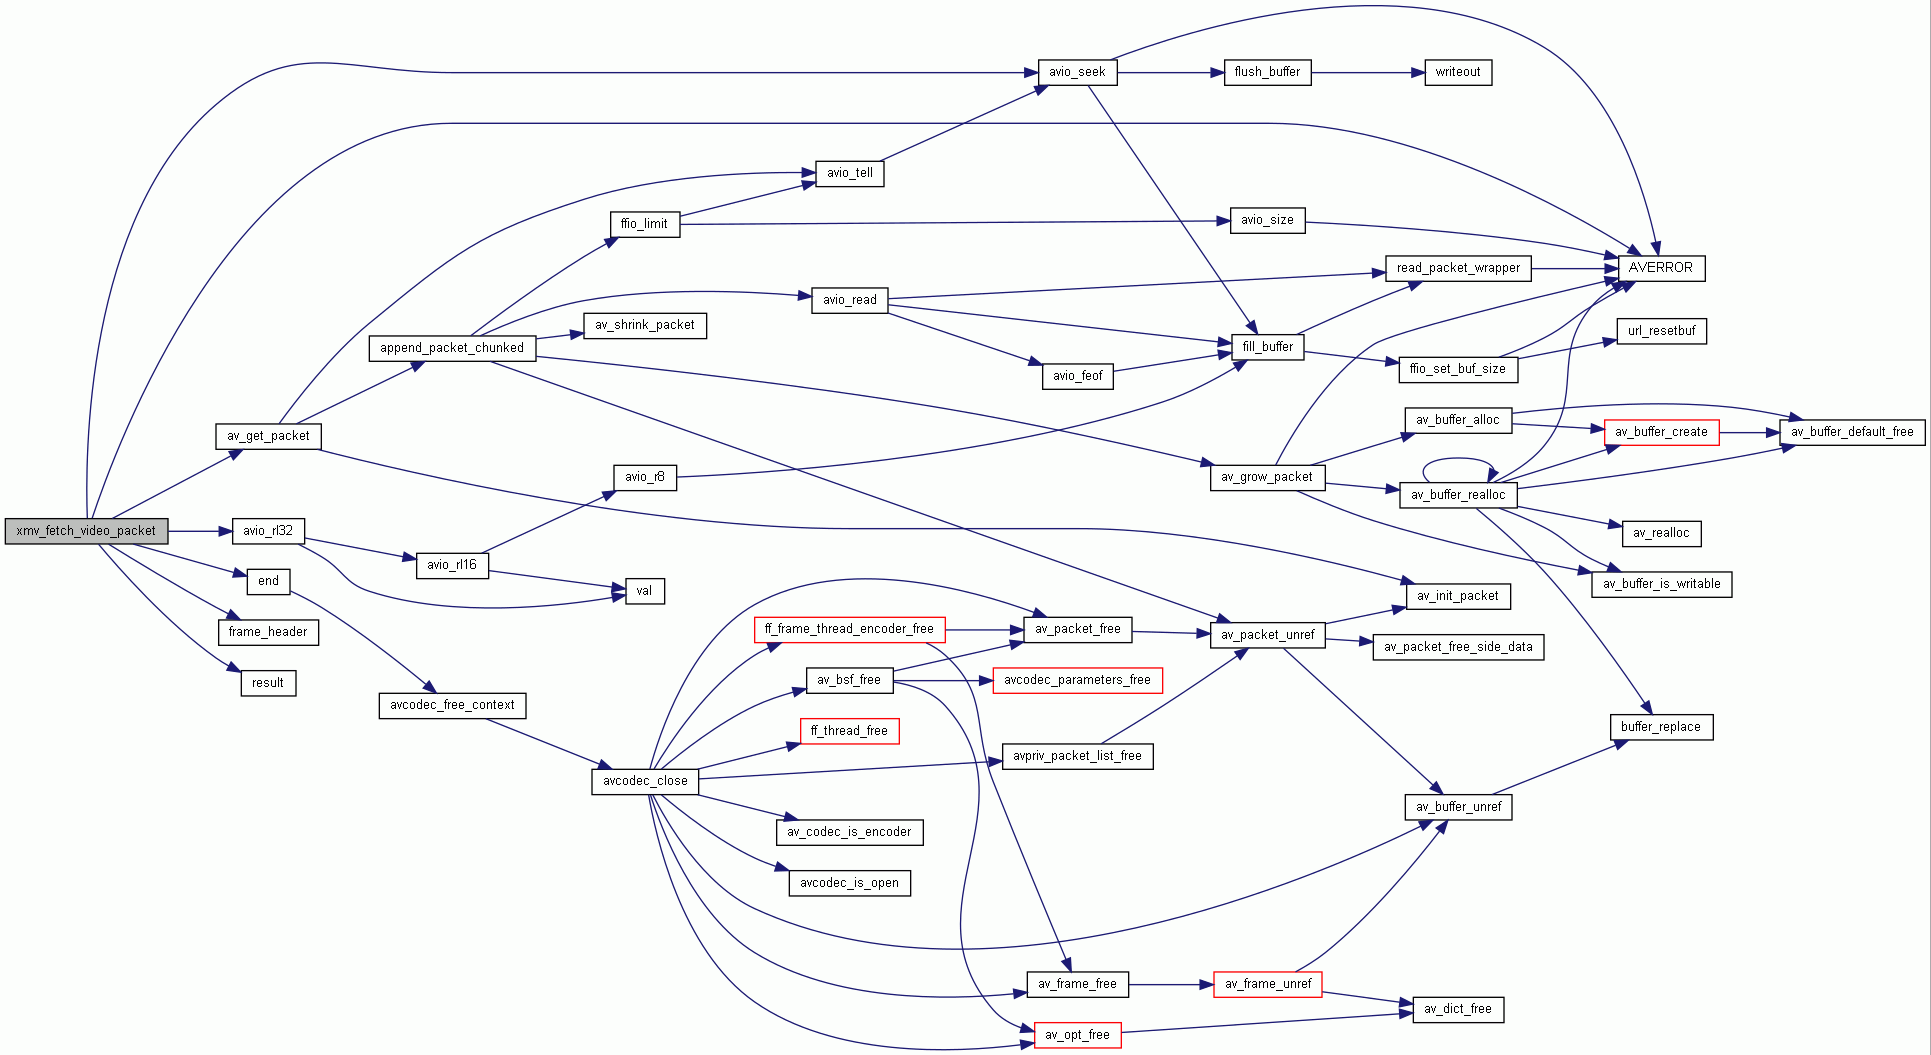 avio_seek
flush_buffer
writeout
avio_tell
ffio_limit
avio_size
read_packet_wrapper
AVERROR
avio_read
av_shrink_packet
url_resetbuf
append_packet_chunked
fill_buffer
avio_feof
ffio_set_buf_size
av_get_packet
av_buffer_alloc
av_buffer_create
av_buffer_default_free
avio_r8
av_grow_packet
av_buffer_realloc
xmv_fetch_video_packet
avio_rl32
av_realloc
avio_rl16
end
val
av_buffer_is_writable
av_init_packet
frame_header
ff_frame_thread_encoder_free
av_packet_free
av_packet_unref
av_packet_free_side_data
result
av_bsf_free
avcodec_parameters_free
avcodec_free_context
ff_thread_free
buffer_replace
avpriv_packet_list_free
avcodec_close
av_buffer_unref
av_codec_is_encoder
avcodec_is_open
av_frame_free
av_frame_unref
av_dict_free
av_opt_free